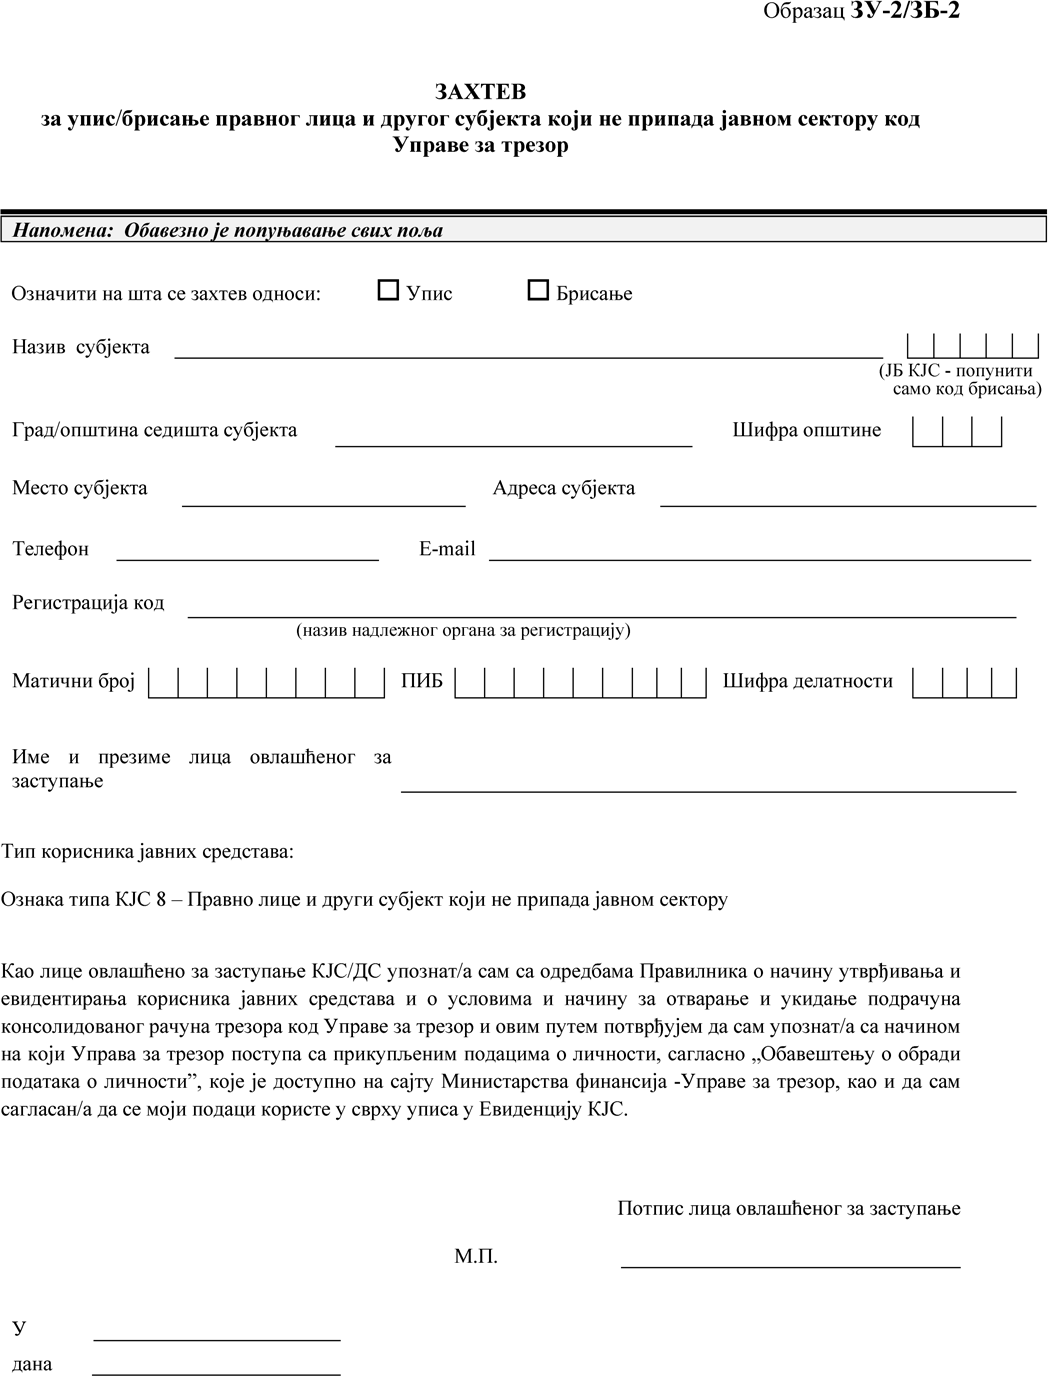 Образац ЗУ-2/ЗБ-2
ЗАХТЕВ
за упис/брисање правног лица и другог субјекта који не припада јавном сектору код
Управе за трезор
Напомена: Обавезно је попуњавање свих поља
Означити на шта се захтев односи: Упис Брисање
Назив субјекта
(ЈБ КЈС - попунити
само код брисања)
Град/општина седишта субјекта Шифра општине
Место субјекта Адреса субјекта
Телефон E-mail
Регистрација код
(назив надлежног органа за регистрацију)
Матични број ПИБ Шифра делатности
Име и презиме лица овлашћеног за
заступање
Тип корисника јавних средстава:
Ознака типа КЈС 8 – Правно лице и други субјект који не припада јавном сектору
Као лице овлашћено за заступање КЈС/ДС упознат/а сам са одредбама Правилника о начину утврђивања и
евидентирања корисника јавних средстава и о условима и начину за отварање и укидање подрачуна
консолидованог рачуна трезора код Управе за трезор и овим путем потврђујем да сам упознат/а са начином
на који Управа за трезор поступа са прикупљеним подацима о личности, сагласно „Обавештењу о обради
података о личности”, које је доступно на сајту Министарства финансија -Управе за трезор, као и да сам
сагласан/а да се моји подаци користе у сврху уписа у Евиденцију КЈС.
Потпис лица овлашћеног за заступање
М.П.
У
дана